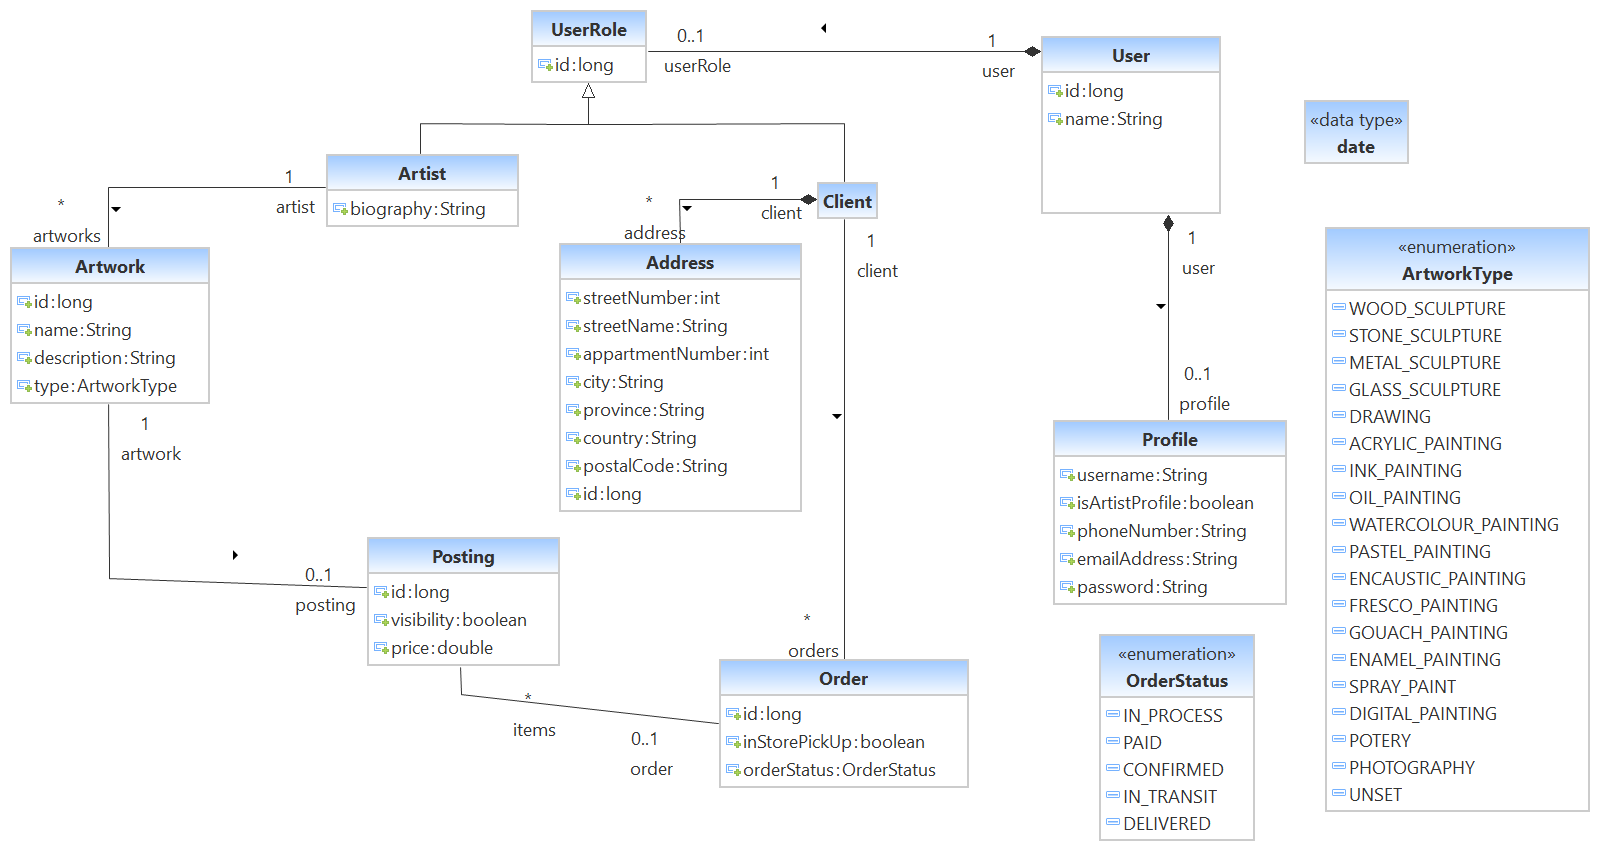 UserRole
id:long
0..1
userRole
1
user
User
id:long
name:String
«data type»
date
Artist
biography:String
1
artist
*
artworks
Client
1
client
*
address
1
client
Artwork
id:long
name:String
description:String
type:ArtworkType
1
artwork
Address
streetNumber:int
streetName:String
appartmentNumber:int
city:String
province:String
country:String
postalCode:String
id:long
1
user
0..1
profile
Profile
username:String
isArtistProfile:boolean
phoneNumber:String
emailAddress:String
password:String
«enumeration»
ArtworkType
WOOD_SCULPTURE
STONE_SCULPTURE
METAL_SCULPTURE
GLASS_SCULPTURE
DRAWING
ACRYLIC_PAINTING
INK_PAINTING
OIL_PAINTING
WATERCOLOUR_PAINTING
PASTEL_PAINTING
ENCAUSTIC_PAINTING
FRESCO_PAINTING
GOUACH_PAINTING
ENAMEL_PAINTING
SPRAY_PAINT
DIGITAL_PAINTING
POTERY
PHOTOGRAPHY
UNSET
0..1
posting
Posting
id:long
visibility:boolean
price:double
*
items
0..1
order
*
orders
Order
id:long
inStorePickUp:boolean
orderStatus:OrderStatus
«enumeration»
OrderStatus
IN_PROCESS
PAID
CONFIRMED
IN_TRANSIT
DELIVERED